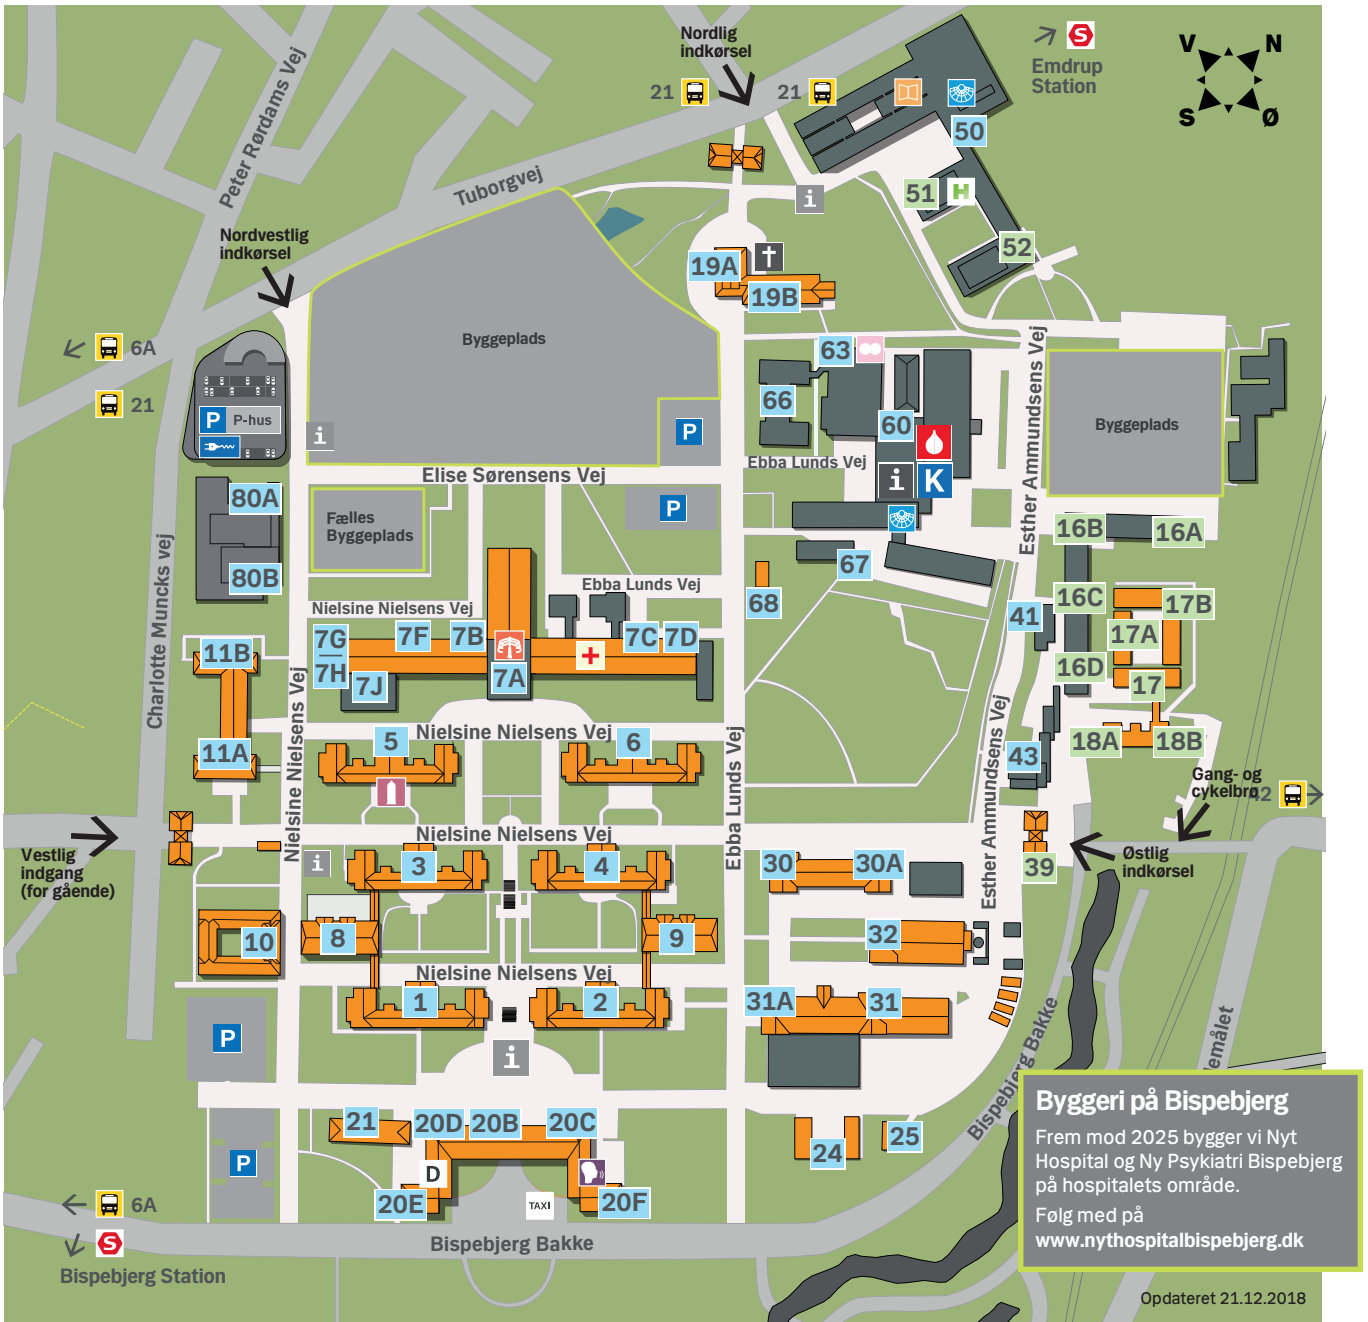 Nordlig
indkørsel
S
Emdrup
Station
V
N
S
Ø
21
21
50
Peter Rørdams Vej
Tuborgvej
i
51
H
52
Nordvestlig
indkørsel
19A
19B
Byggeplads
6A
21
P
P-hus
i
P
63
66
60
i
K
Ebba Lunds Vej
Esther Ammundsens Vej
Byggeplads
Elise Sørensens Vej
80A
80B
Fælles
Byggeplads
P
16B
16A
67
68
Ebba Lunds Vej
Nielsine Nielsens Vej
Charlotte Muncks vej
7G
7H
7F
7B
7A
7C
7D
7J
41
16C
17B
17A
16D
17
11B
11A
Nielsine Nielsens Vej
Nielsine Nielsens Vej
5
6
Ebba Lunds Vej
Esther Ammundsens Vej
43
18A
18B
Gang- og
cykelbro
42
Vestlig
indgang
(for gående)
Nielsine Nielsens Vej
i
3
4
30
30A
39
Østlig
indkørsel
10
8
9
32
Nielsine Nielsens Vej
1
2
31A
31
P
i
Bispebjerg Bakke
emålet
21
20D
20B
20C
24
25
P
D
20E
TAXI
20F
6A
S
Bispebjerg Station
Bispebjerg Bakke
Byggeri på Bispebjerg
Frem mod 2025 bygger vi Nyt
Hospital og Ny Psykiatri Bispebjerg
på hospitalets område.
Følg med på
www.nythospitalbispebjerg.dk
Opdateret 21.12.2018